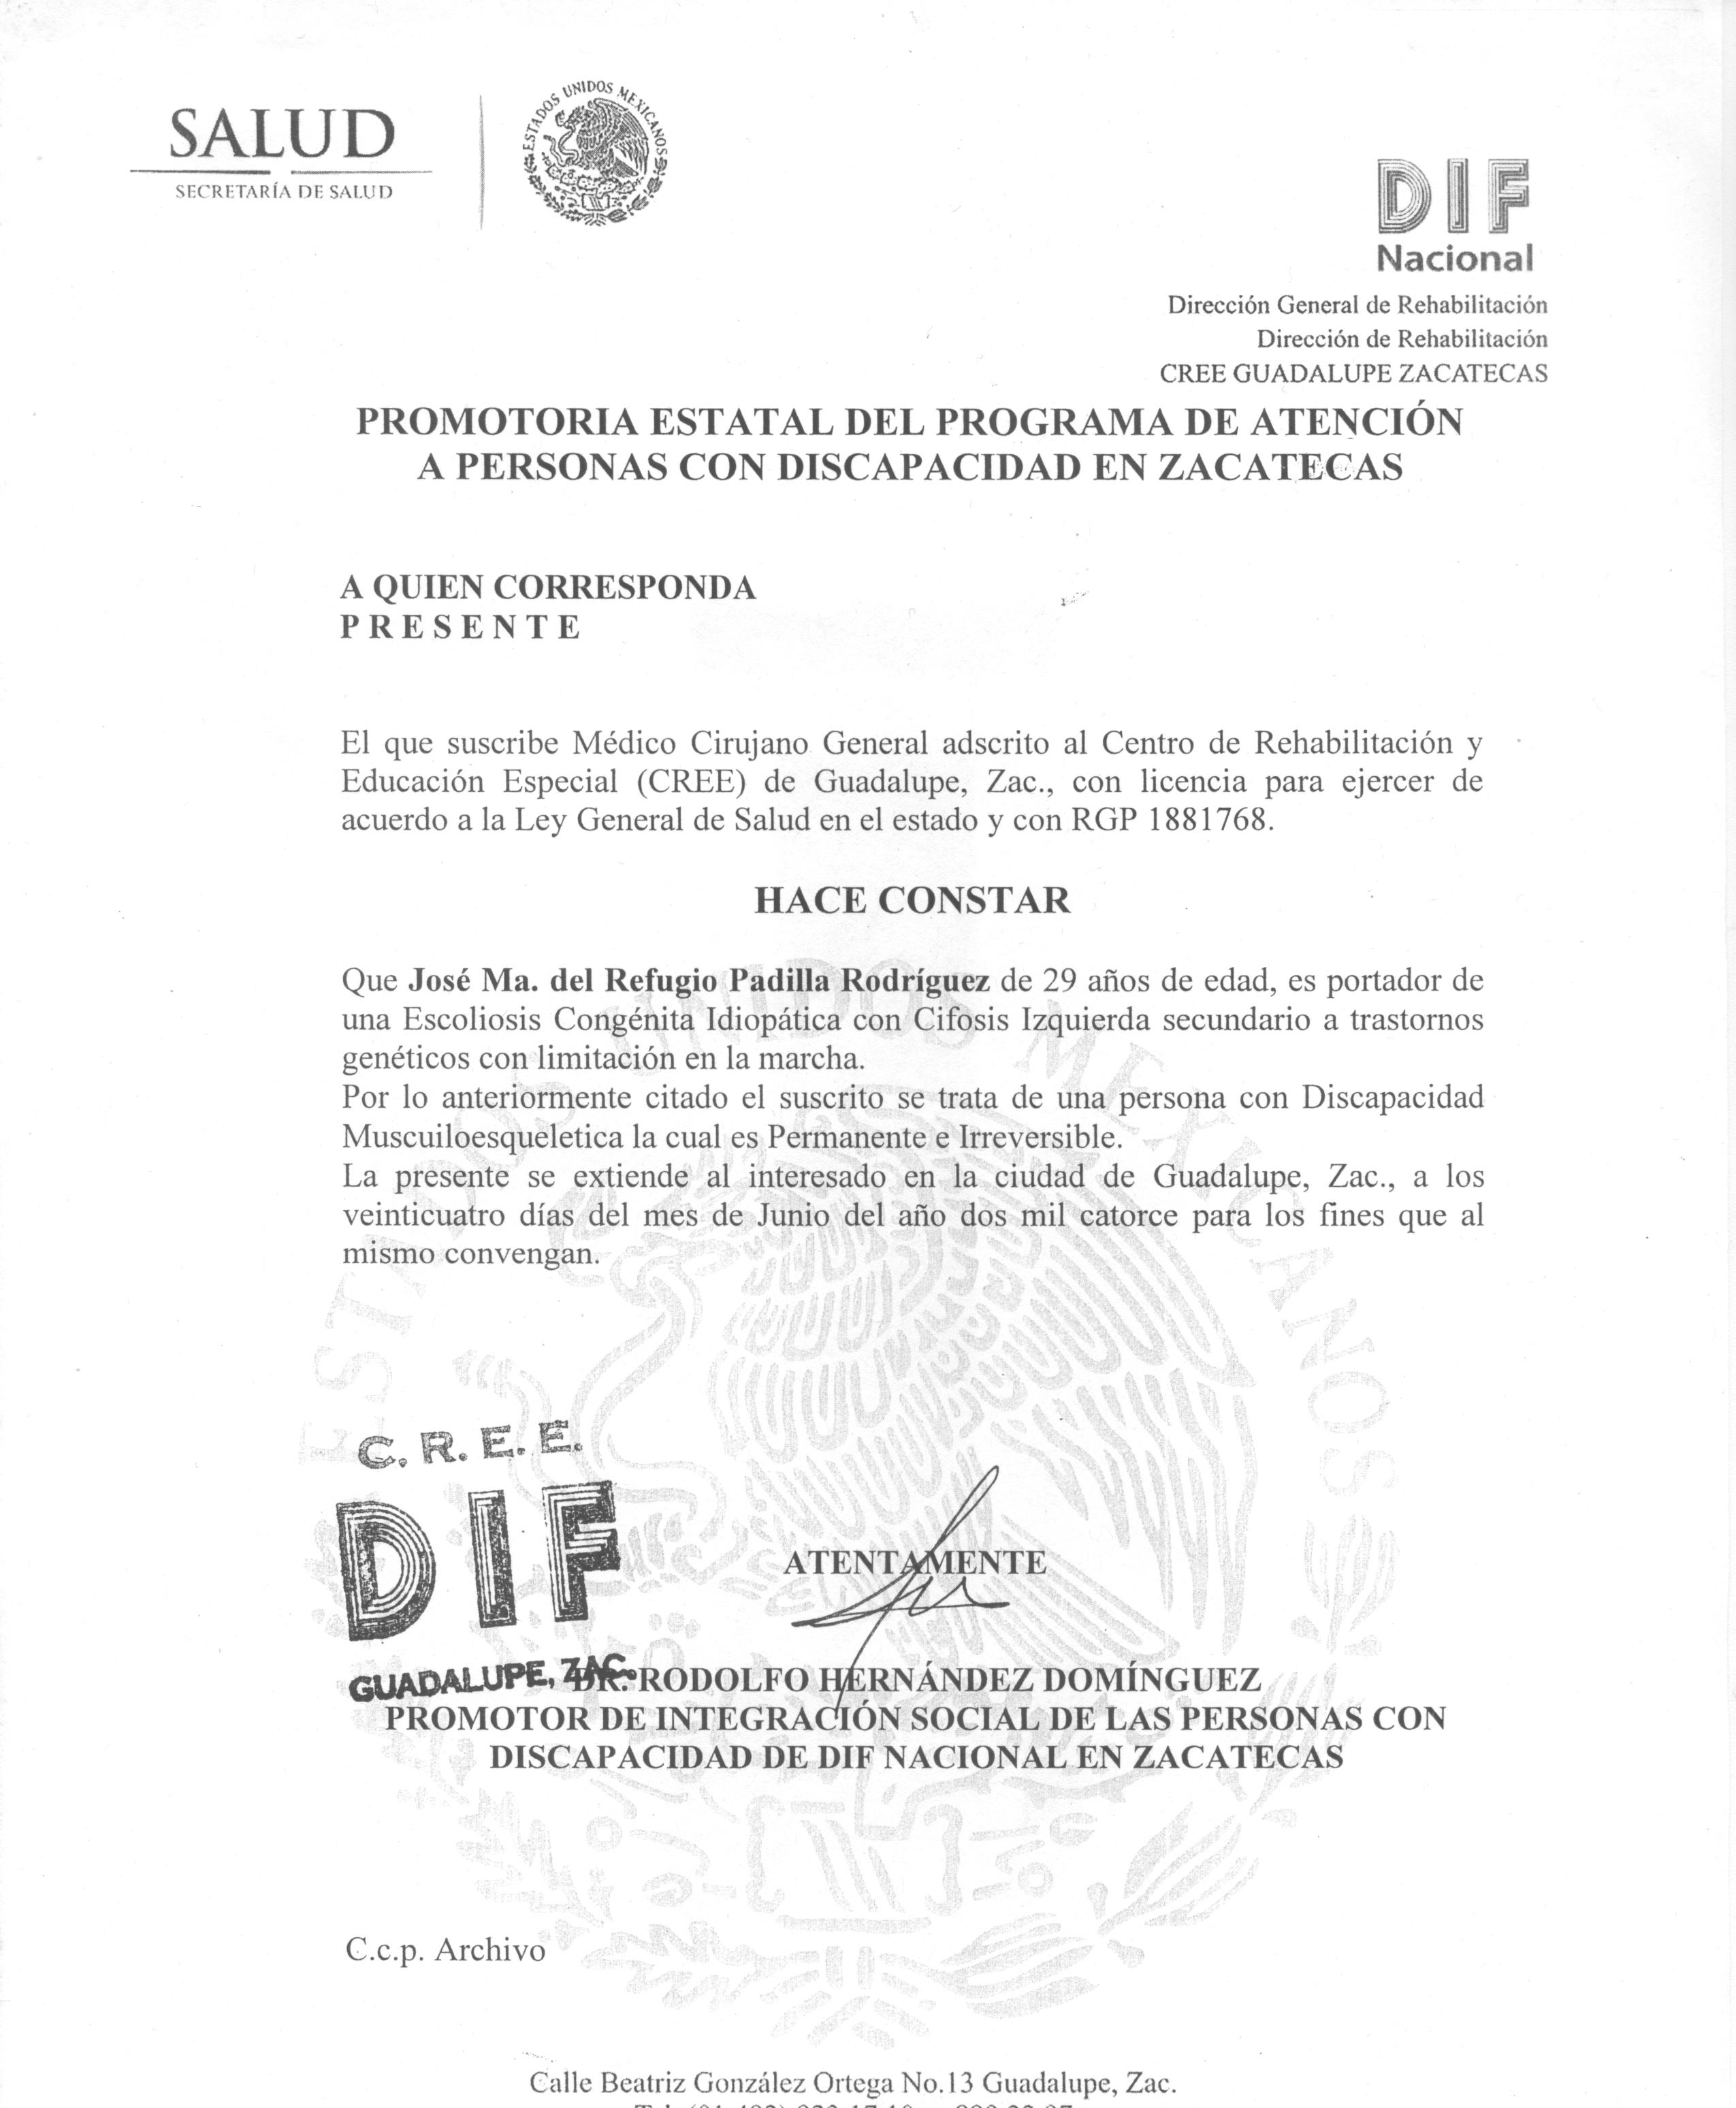 SALUD
SECRETARÍA DE SALUD
ESTADOS UNIDOS MEXICANOS
DIF
Nacional
Dirección General de Rehabilitación
Dirección de Rehabilitación
CREE GUADALUPE ZACATECAS
PROMOTORIA ESTATAL DEL PROGRAMA DE ATENCIÓN
A PERSONAS CON DISCAPACIDAD EN ZACATECAS
A QUIEN CORRESPONDA
P R E S E N T E
El que suscribe Médico Cirujano General adscrito al Centro de Rehabilitación y
Educación Especial (CREE) de Guadalupe, Zac., con licencia para ejercer de
acuerdo a la Ley General de Salud en el estado y con RGP 1881768.
HACE CONSTAR
Que José Ma. del Refugio Padilla Rodríguez de 29 años de edad, es portador de
una Escoliosis Congénita Idiopática con Cifosis Izquierda secundario a trastornos
genéticos con limitación en la marcha.
Por lo anteriormente citado el suscrito se trata de una persona con Discapacidad
Muscuiloesqueletica la cual es Permanente e Irreversible.
La presente se extiende al interesado en la ciudad de Guadalupe, Zac., a los
veinticuatro días del mes de Junio del año dos mil catorce para los fines que al
mismo convengan.
ESTADOS UNIDOS MEXICANOS
C. R. E. E.
DIF
GUADALUPE, ZAC.
ATENTAMENTE
DR. RODOLFO HERNÁNDEZ DOMÍNGUEZ
PROMOTOR DE INTEGRACIÓN SOCIAL DE LAS PERSONAS CON
DISCAPACIDAD DE DIF NACIONAL EN ZACATECAS
C.c.p. Archivo
Calle Beatriz González Ortega No.13 Guadalupe, Zac.